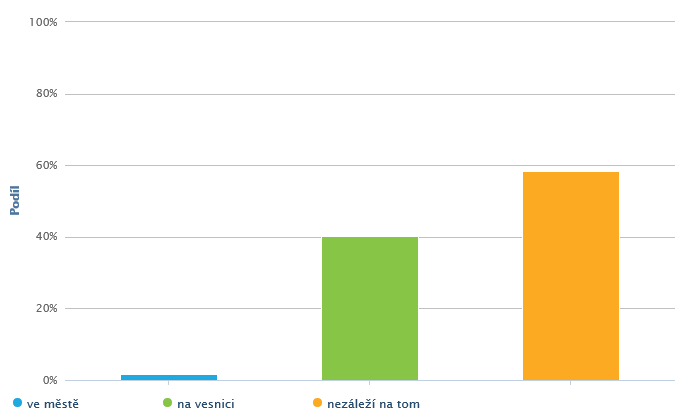 100%
80%
60%
40%
20%
0%
Podíl
ve městě
na vesnici
nezáleží na tom